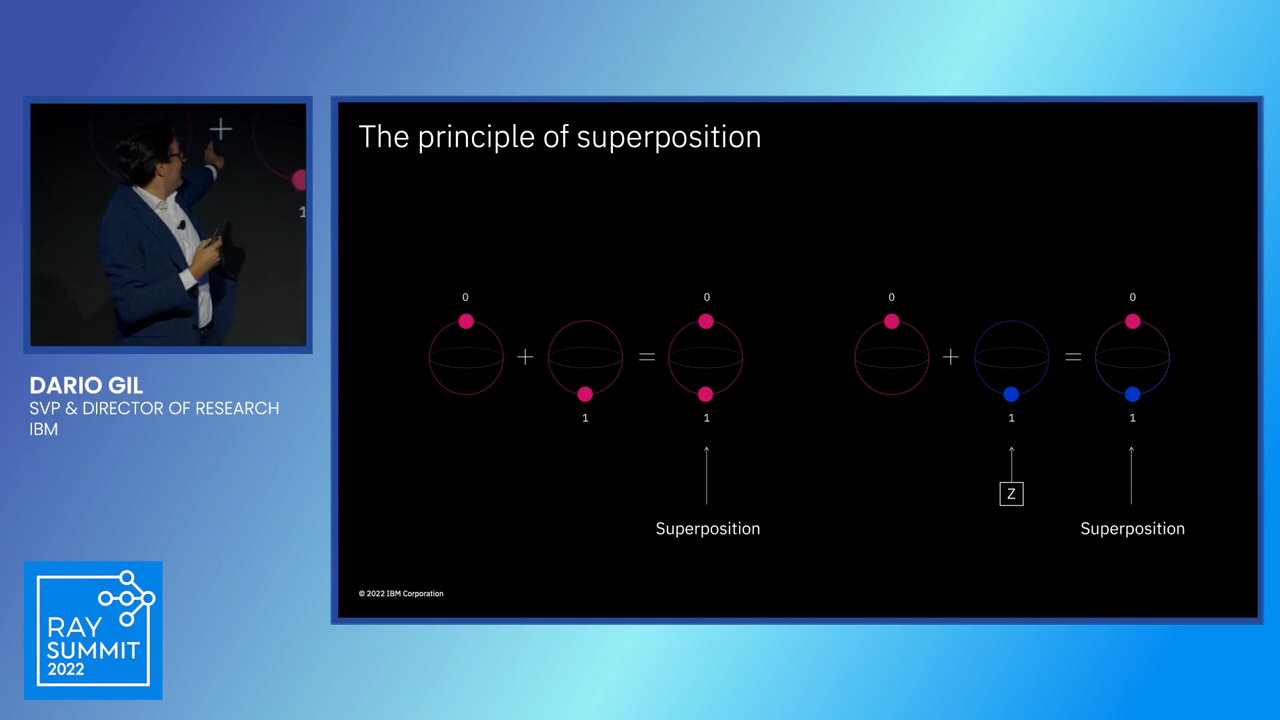 The principle of superposition
0
+
1
=
0
1
Superposition
0
+
1
Z
=
0
1
Superposition
© 2022 IBM Corporation
+
1
DARIO GIL
SVP & DIRECTOR OF RESEARCH
IBM
RAY
SUMMIT
2022